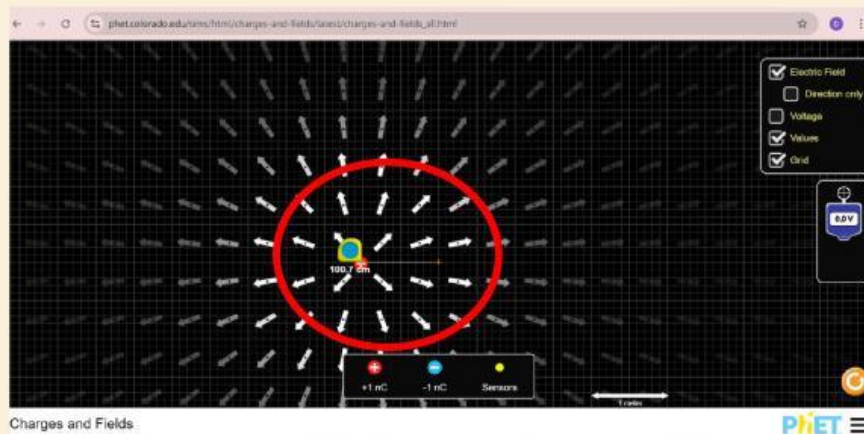 phet.colorado.edu/sims/html/charges-and-fields/latest/charges-and-fields_all.html
Electric Field
Direction only
Voltage
Values
Grid
0,0 V
100,7 cm
+1 nC
-1 nC
Sensors
1 meter
Charges and Fields
PhET